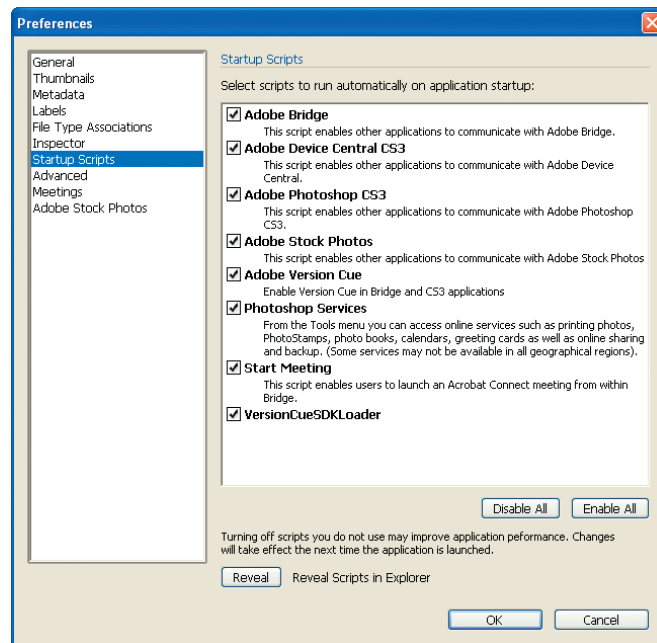 Preferences
General
Thumbnails
Metadata
Labels
File Type Associations
Inspector
Startup Scripts
Advanced
Meetings
Adobe Stock Photos
Startup Scripts
Select scripts to run automatically on application startup:
Adobe Bridge
This script enables other applications to communicate with Adobe Bridge.
Adobe Device Central CS3
This script enables other applications to communicate with Adobe Device
Central.
Adobe Photoshop CS3
This script enables other applications to communicate with Adobe Photoshop
CS3.
Adobe Stock Photos
This script enables other applications to communicate with Adobe Stock Photos
Adobe Version Cue
Enable Version Cue in Bridge and CS3 applications
Photoshop Services
From the Tools menu you can access online services such as printing photos,
PhotoStamps, photo books, calendars, greeting cards as well as online sharing
and backup. (Some services may not be available in all geographical regions).
Start Meeting
This script enables users to launch an Acrobat Connect meeting from within
Bridge.
VersionCueSDKLoader
Disable All Enable All
Turning off scripts you do not use may improve application peformance. Changes
will take effect the next time the application is launched.
Reveal Reveal Scripts in Explorer
OK Cancel